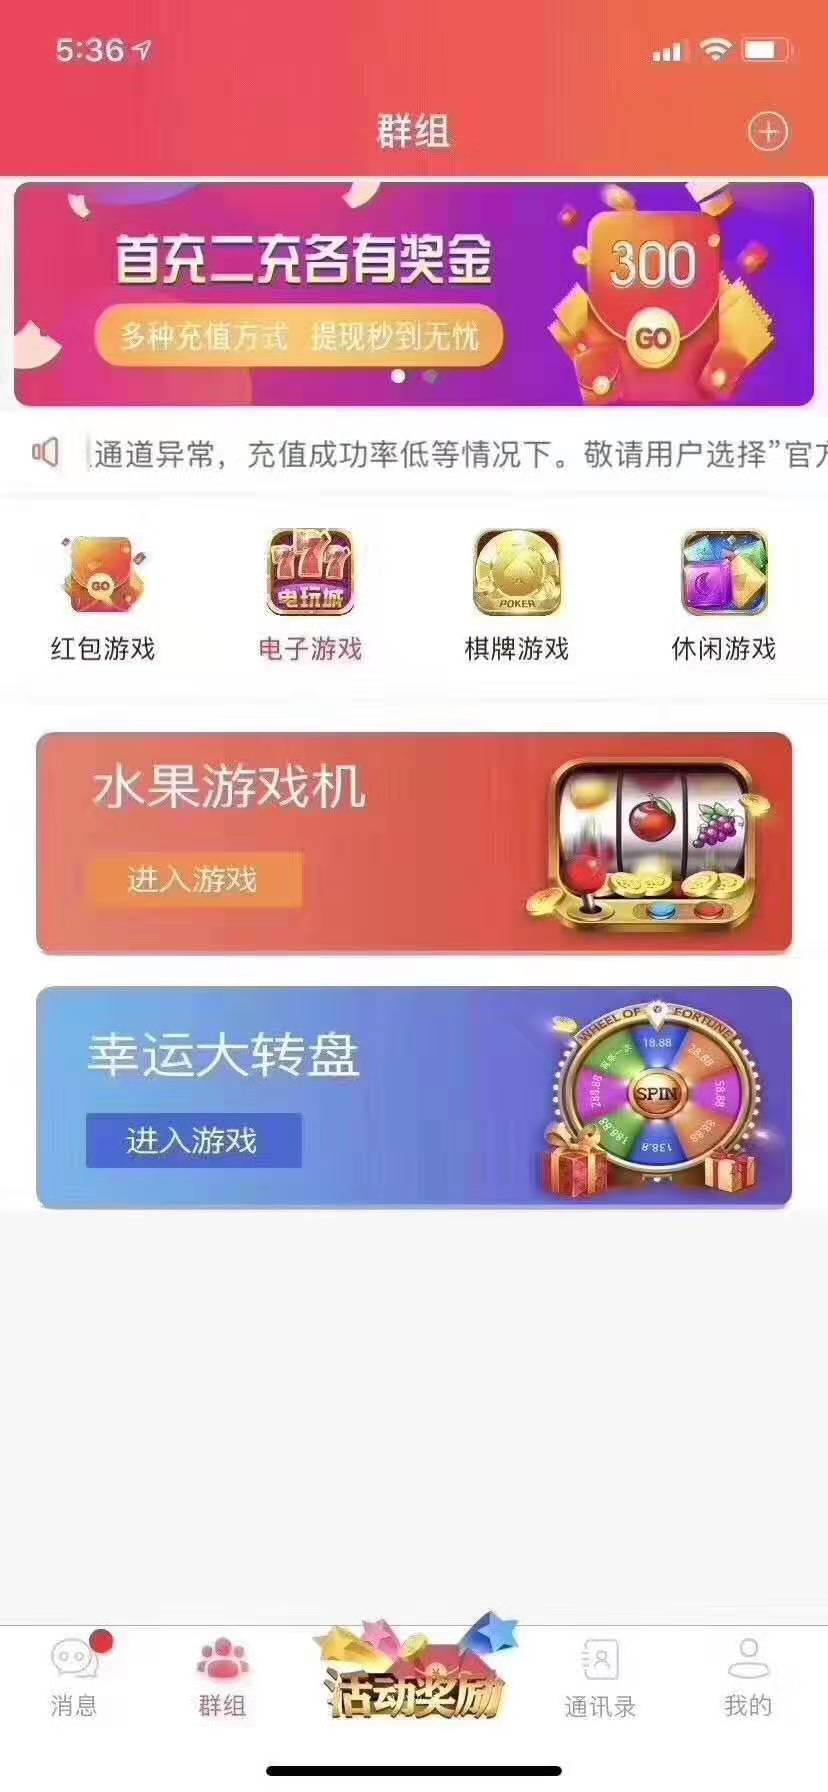 5:36
群组
首充二充各有奖金
300
多种充值方式 提现秒到无忧
GO
通道异常，充值成功率低等情况下。敬请用户选择”官方
GO
777
电玩城
POKER
红包游戏
电子游戏
棋牌游戏
休闲游戏
水果游戏机
进入游戏
幸运大转盘
WHEEL OF FORTUNE
18.88
28.88
58.88
88.88
138.8
188.88
288.88
SPIN
进入游戏
活动奖励
消息
群组
通讯录
我的